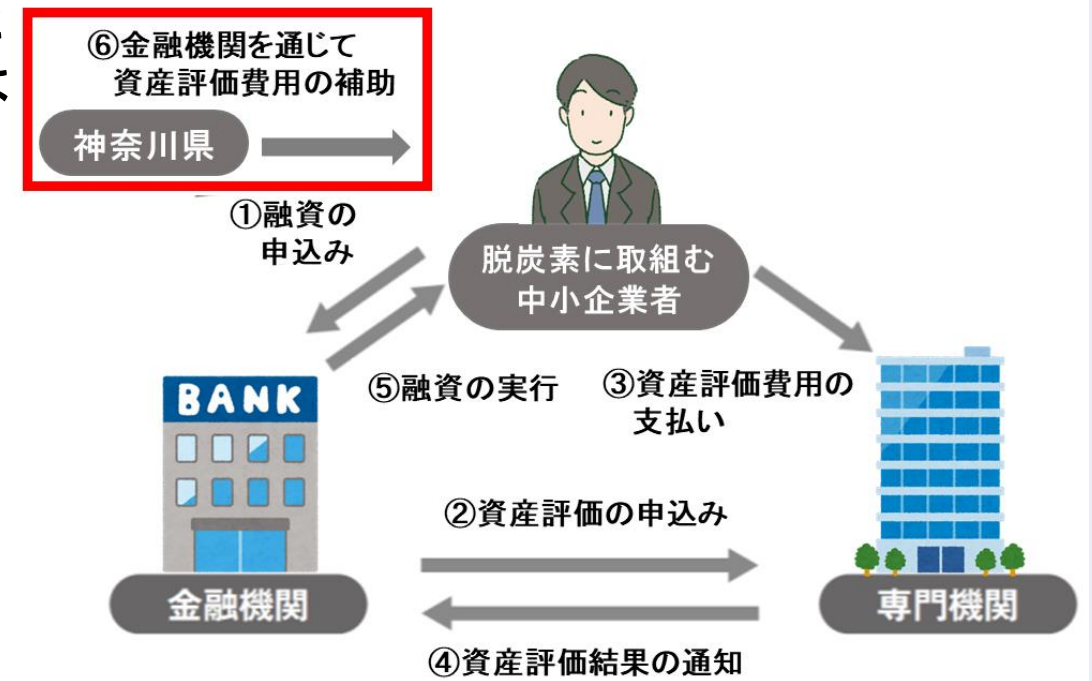 ⑥金融機関を通じて
資産評価費用の補助
神奈川県
①融資の
申込み
脱炭素に取組む
中小企業者
⑤融資の実行
③資産評価費用の
支払い
BANK
②資産評価の申込み
金融機関
専門機関
④資産評価結果の通知